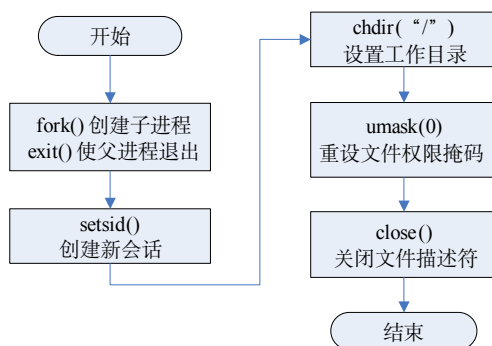 开始
fork() 创建子进程
exit() 使父进程退出
setsid()
创建新会话
chdir(“/”)
设置工作目录
umask(0)
重设文件权限掩码
close()
关闭文件描述符
结束